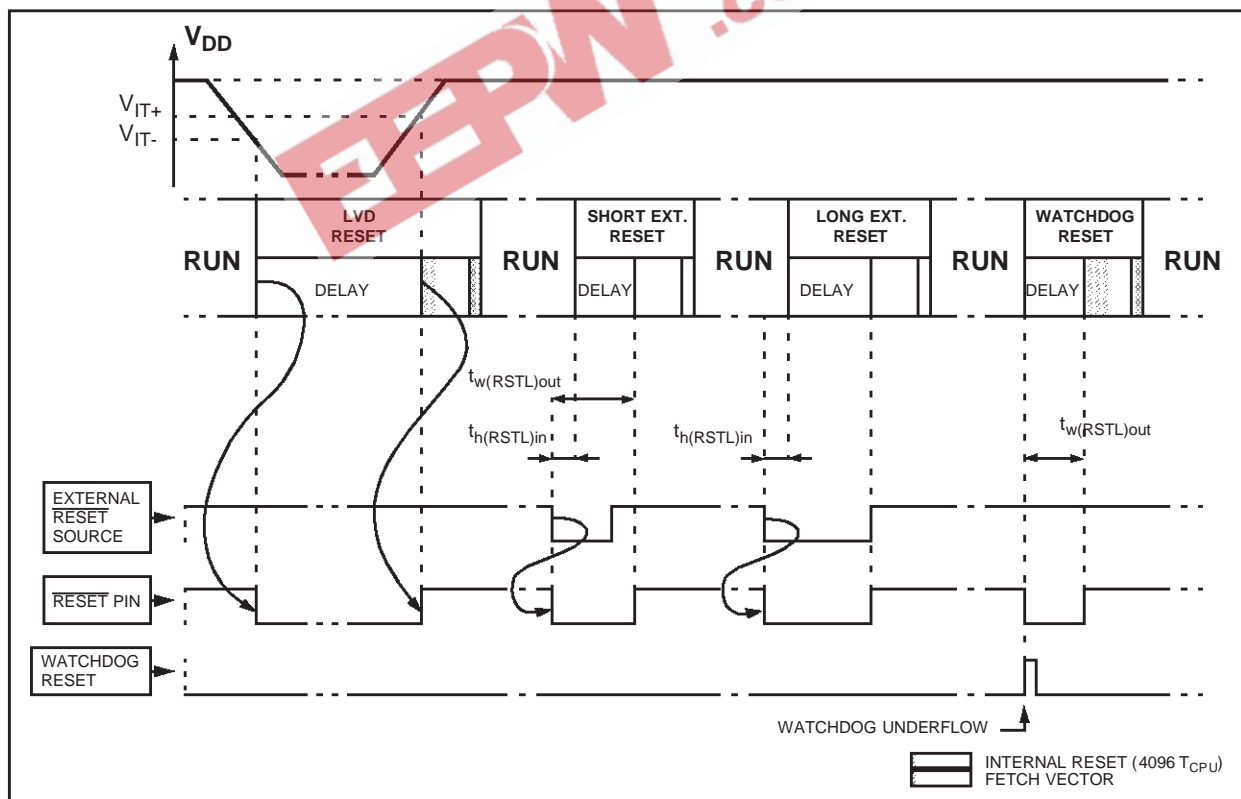 EEPW.co
VDD
VIT+
VIT-
LVD
RESET
SHORT EXT.
RESET
LONG EXT.
RESET
WATCHDOG
RESET
RUN
RUN
RUN
RUN
RUN
DELAY
DELAY
DELAY
DELAY
tw(RSTL)out
th(RSTL)in
th(RSTL)in
tw(RSTL)out
EXTERNAL
RESET
SOURCE
RESET PIN
WATCHDOG
RESET
WATCHDOG UNDERFLOW
INTERNAL RESET (4096 TCPU)
FETCH VECTOR